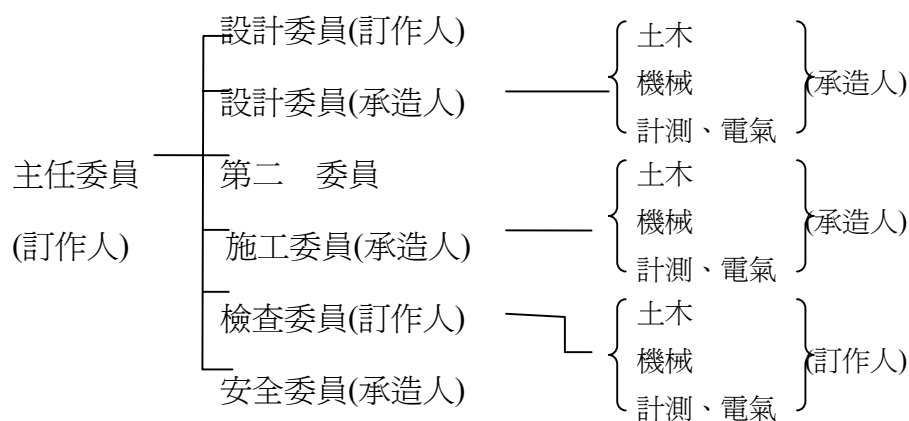 設計委員(訂作人)
設計委員(承造人)
主任委員
(訂作人)
第二　委員
施工委員(承造人)
檢查委員(訂作人)
安全委員(承造人)
土木
機械
計測、電氣
(承造人)
土木
機械
計測、電氣
(承造人)
土木
機械
計測、電氣
(訂作人)